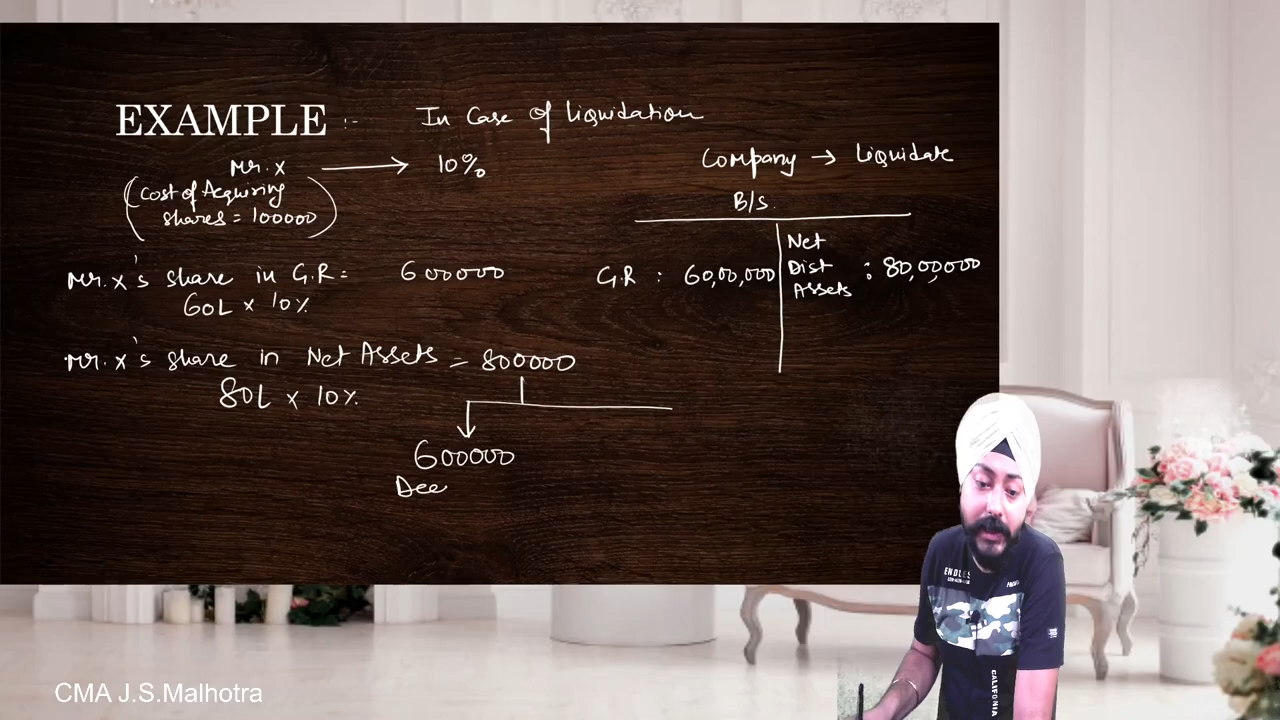 EXAMPLE :- In Case of Liquidation
Mr. X → 10%
(Cost of Acquiring
shares = 100000)
Company → Liquidate
B/S.
Mr. X's share in G.R = 600000
60L × 10%
G.R : 60,00,000
Net
Dist
Assets : 80,00,000
Mr. X's share in Net Assets = 800000
80L × 10%
600000
Dee
ENDLES
CALIFONIA
CMA J.S.Malhotra